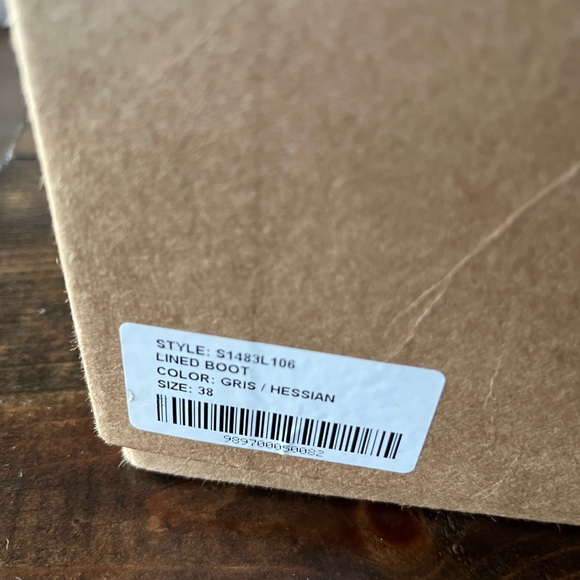 STYLE: S1483L106
LINED BOOT
COLOR: GRIS / HESSIAN
SIZE: 38
989700050082